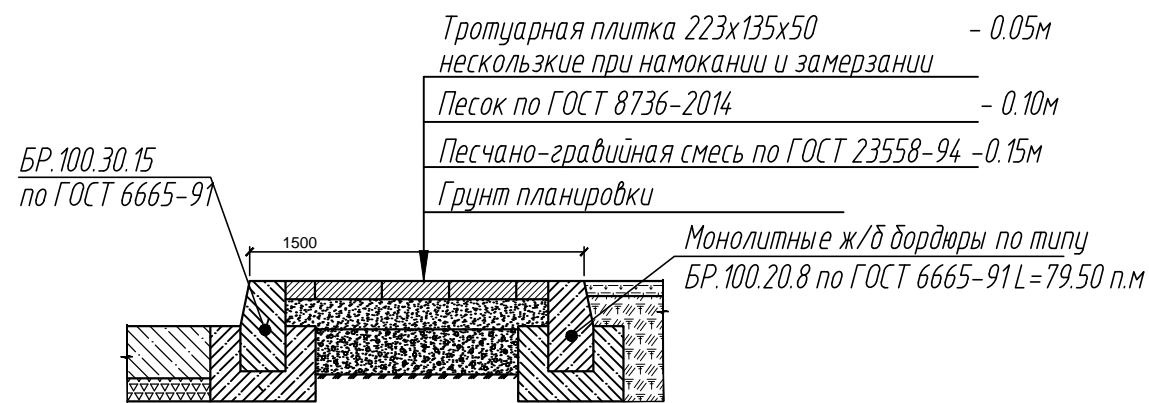 Тротуарная плитка 223х135х50 - 0.05м
нескользкие при намокании и замерзании
Песок по ГОСТ 8736-2014 - 0.10м
Песчано-гравийная смесь по ГОСТ 23558-94 -0.15м
Грунт планировки
БР.100.30.15
по ГОСТ 6665-91
1500
Монолитные ж/б бордюры по типу
БР.100.20.8 по ГОСТ 6665-91 L=79.50 п.м